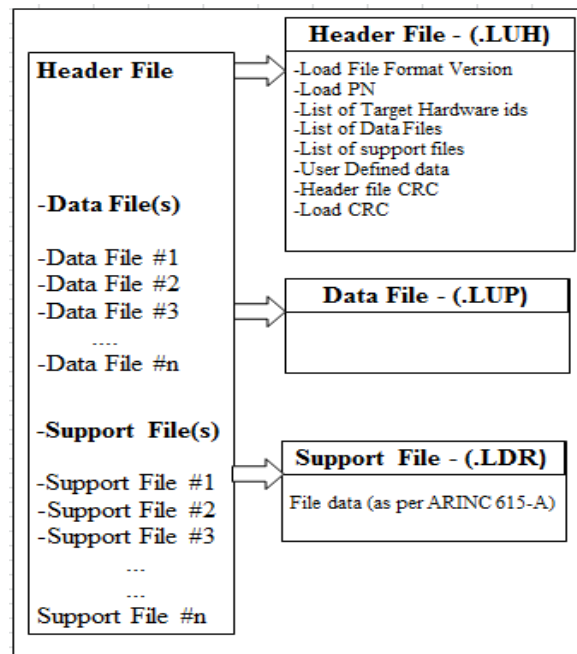 Header File
-Data File(s)
-Data File #1
-Data File #2
-Data File #3
....
-Data File #n
-Support File(s)
-Support File #1
-Support File #2
-Support File #3
...
...
Support File #n
Header File - (.LUH)
-Load File Format Version
-Load PN
-List of Target Hardware ids
-List of Data Files
-List of support files
-User Defined data
-Header file CRC
-Load CRC
Data File - (.LUP)
Support File - (.LDR)
File data (as per ARINC 615-A)